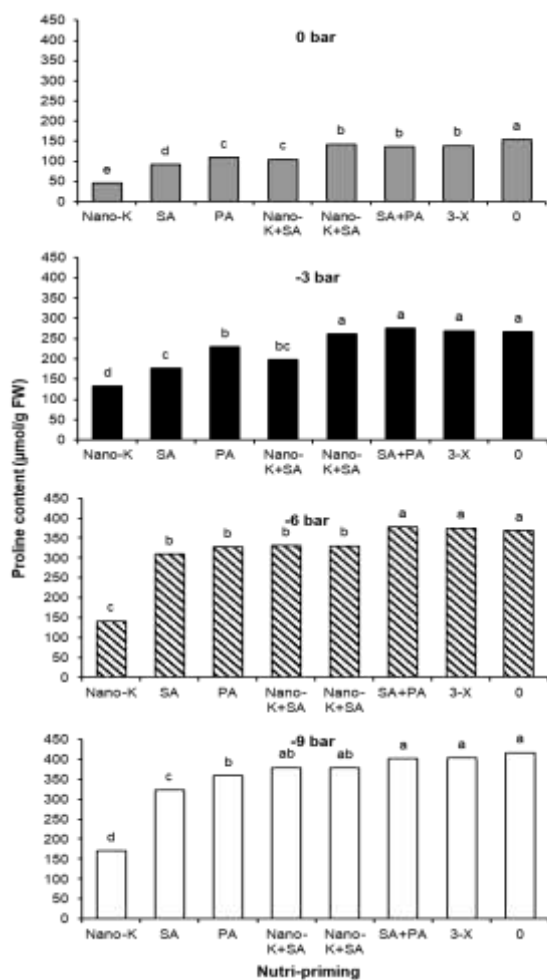 0 bar
450
400
350
300
250
200
150
100
50
0
e d c c b b b a
Nano-K SA PA Nano-K+SA Nano-K+SA SA+PA 3-X 0
-3 bar
450
400
350
300
250
200
150
100
50
0
d c b bc a a a a
Nano-K SA PA Nano-K+SA Nano-K+SA SA+PA 3-X 0
Proline content (µmol/g FW)
-6 bar
450
400
350
300
250
200
150
100
50
0
c b b b b a a a
Nano-K SA PA Nano-K+SA Nano-K+SA SA+PA 3-X 0
-9 bar
450
400
350
300
250
200
150
100
50
0
d c b ab ab a a a
Nano-K SA PA Nano-K+SA Nano-K+SA SA+PA 3-X 0
Nutri-priming